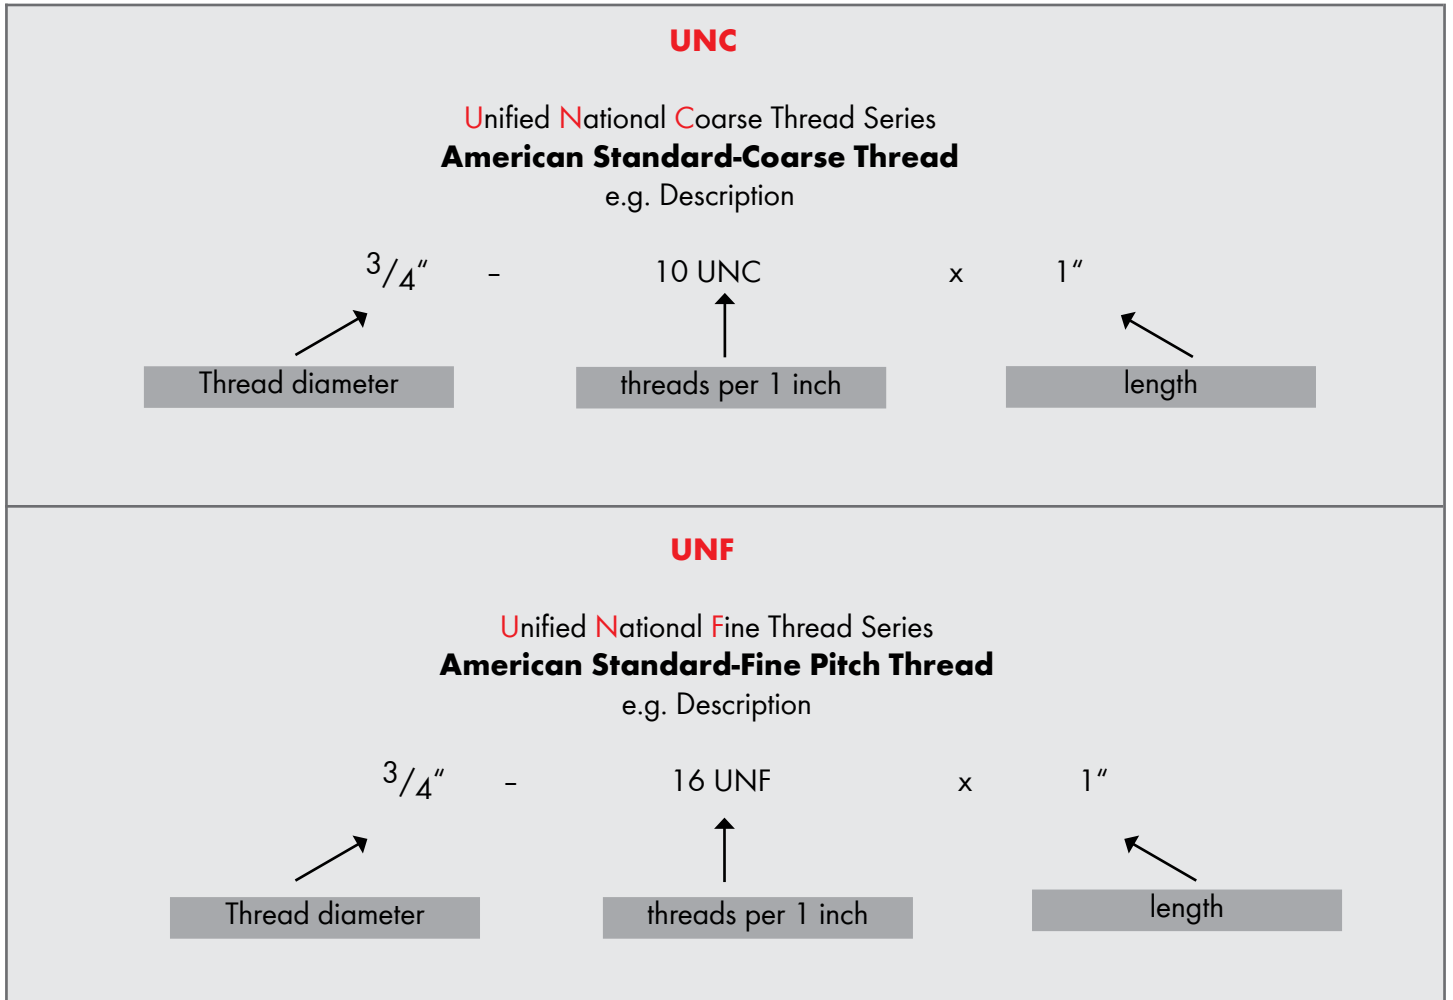 UNC
Unified National Coarse Thread Series
American Standard-Coarse Thread
e.g. Description
3/4“ – 10 UNC x 1“
Thread diameter threads per 1 inch length
UNF
Unified National Fine Thread Series
American Standard-Fine Pitch Thread
e.g. Description
3/4“ – 16 UNF x 1“
Thread diameter threads per 1 inch length